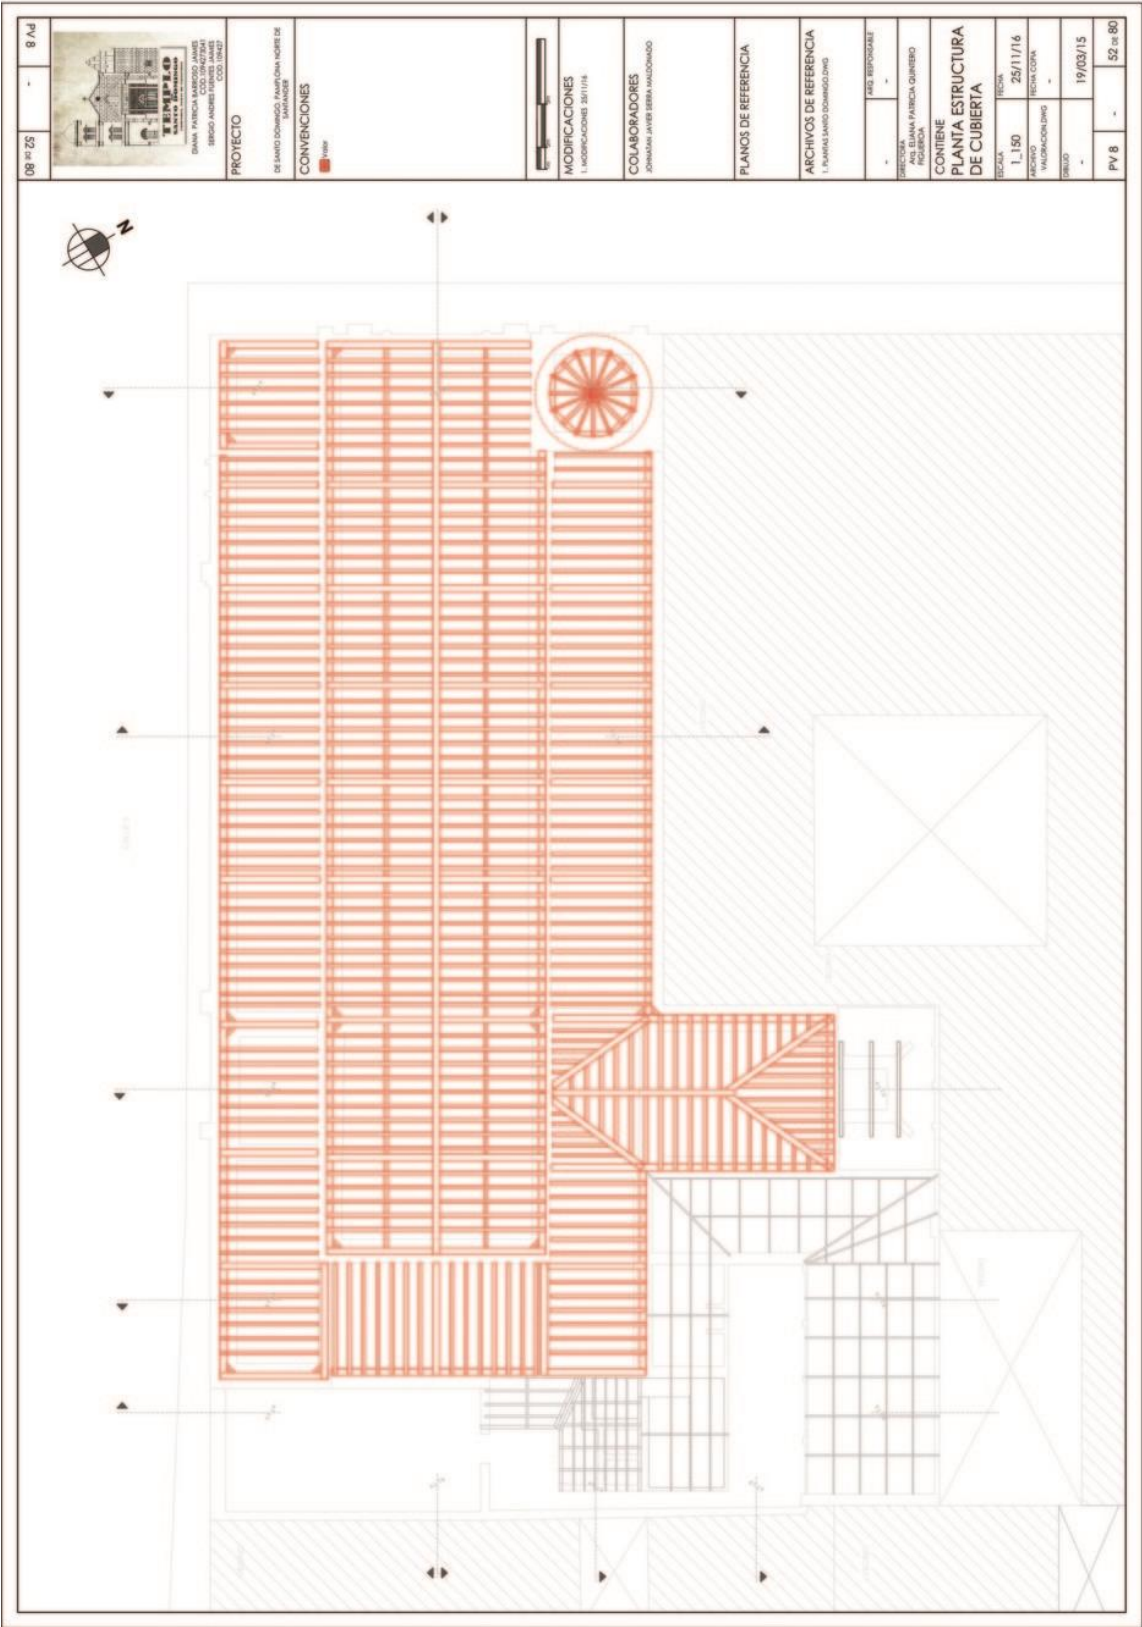 PV 8
-
52 DE 80
TEMPLO
SANTO DOMINGO
DIANA PATRICIA BARROSO JAIMES
COD:1094273041
SERGIO ANDRES FUENTES JAIMES
PROYECTO
DE SANTO DOMINGO, PAMPLONA NORTE DE
SANTANDER
CONVENCIONES
Valor
MODIFICACIONES
1. MODIFICACIONES 25/11/16
COLABORADORES
JOHNATAN JAVIER SIERRA MALDONADO
PLANOS DE REFERENCIA
ARCHIVOS DE REFERENCIA
1. PLANTAS SANTO DOMINGO.DWG
ARQ. RESPONSABLE
-
-
DIRECTORA
ARQ. ELIANA PATRICIA QUINTERO
FIGUEROA
CONTIENE
PLANTA ESTRUCTURA
DE CUBIERTA
ESCALA
1_150
FECHA
25/11/16
ARCHIVO
VALORACION.DWG
FECHA COPIA
-
DIBUJO
-
19/03/15
PV 8
-
52 DE 80
N